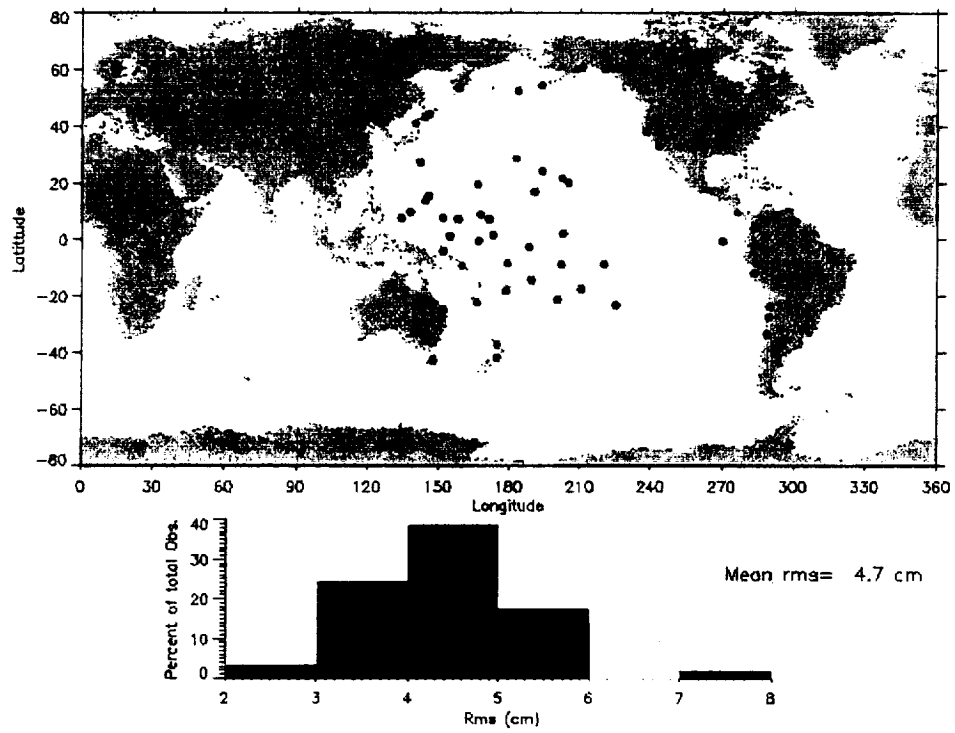 80
60
40
20
0
-20
-40
-60
-80
Latitude
0 30 60 90 120 150 180 210 240 270 300 330 360
Longitude
40
30
20
10
0
Percent of total Obs.
Mean rms= 4.7 cm
2 3 4 5 6 7 8
Rms (cm)